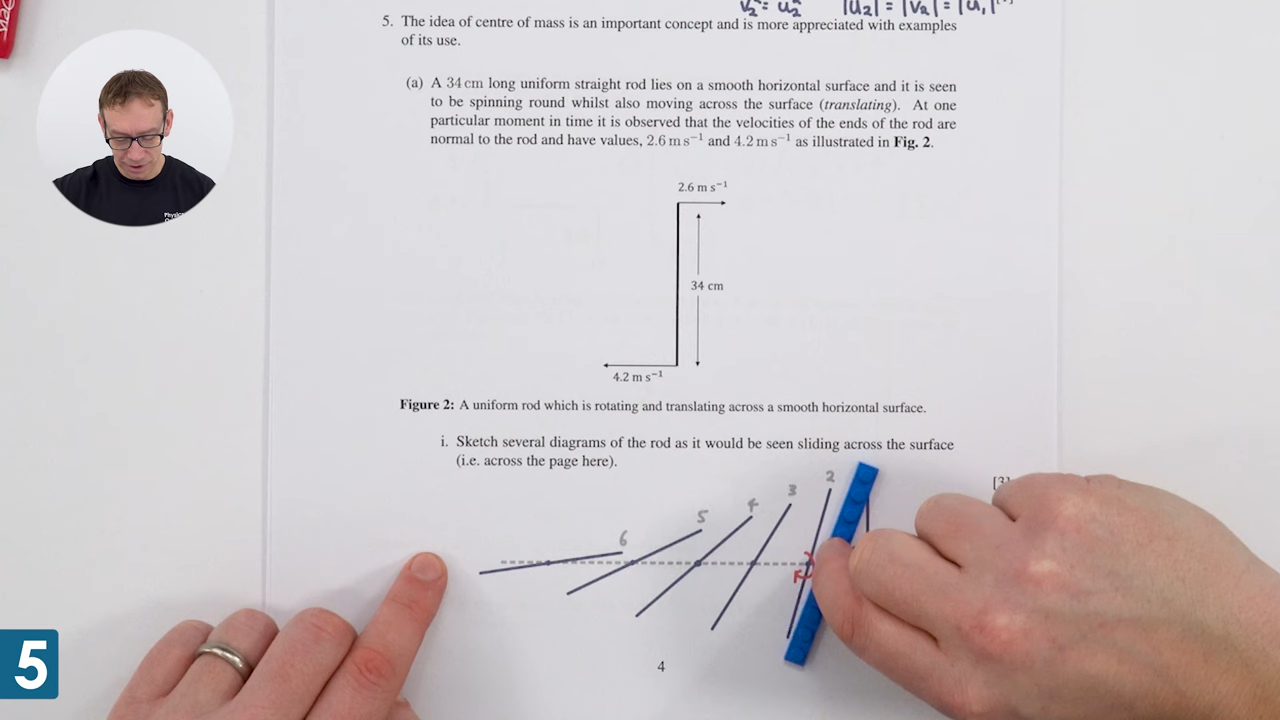 v₂² = u₂² |u₂| = |v₂| = |u₁|
5. The idea of centre of mass is an important concept and is more appreciated with examples
of its use.
(a) A 34 cm long uniform straight rod lies on a smooth horizontal surface and it is seen
to be spinning round whilst also moving across the surface (translating). At one
particular moment in time it is observed that the velocities of the ends of the rod are
normal to the rod and have values, 2.6 m s⁻¹ and 4.2 m s⁻¹ as illustrated in Fig. 2.
2.6 m s⁻¹
34 cm
4.2 m s⁻¹
Figure 2: A uniform rod which is rotating and translating across a smooth horizontal surface.
i. Sketch several diagrams of the rod as it would be seen sliding across the surface
(i.e. across the page here).
[3]
6 5 4 3 2
4
5